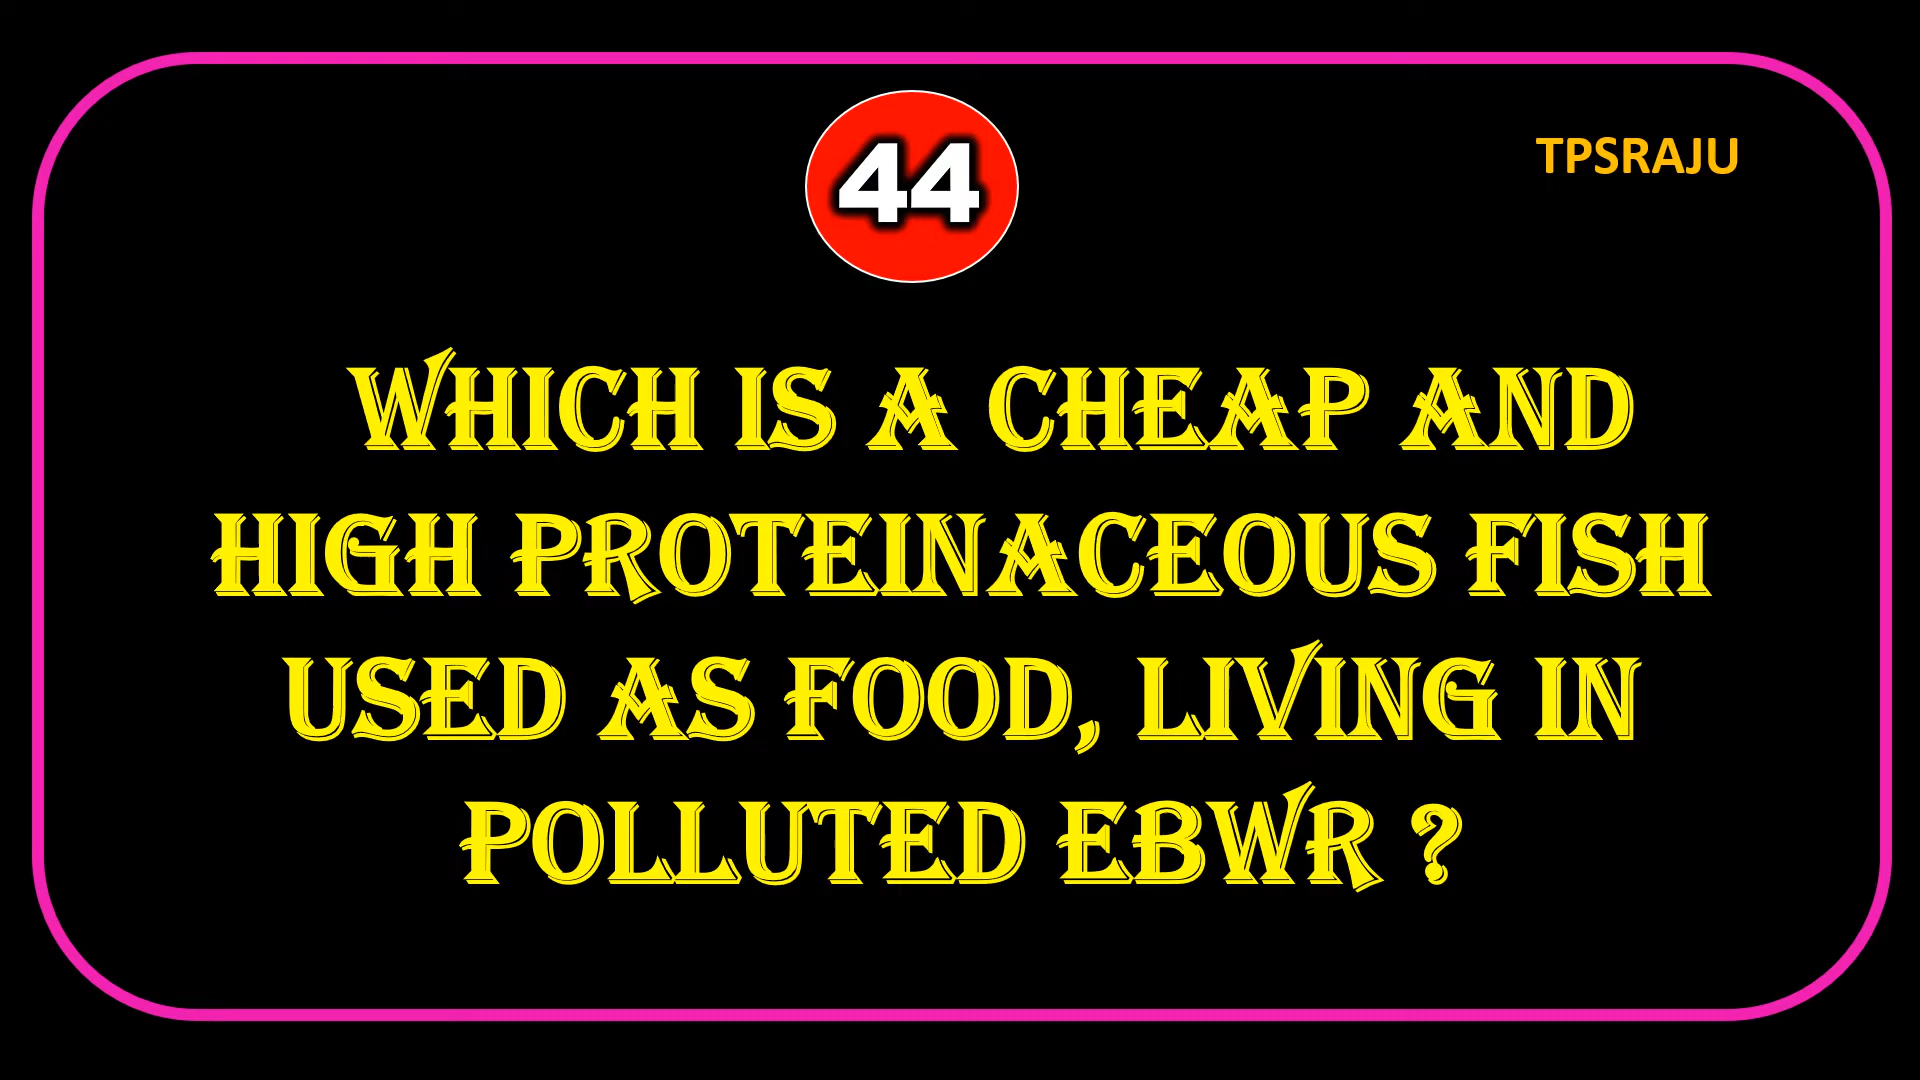 44
TPSRAJU
WHICH IS A CHEAP AND
HIGH PROTEINACEOUS FISH
USED AS FOOD, LIVING IN
POLLUTED EBWR ?